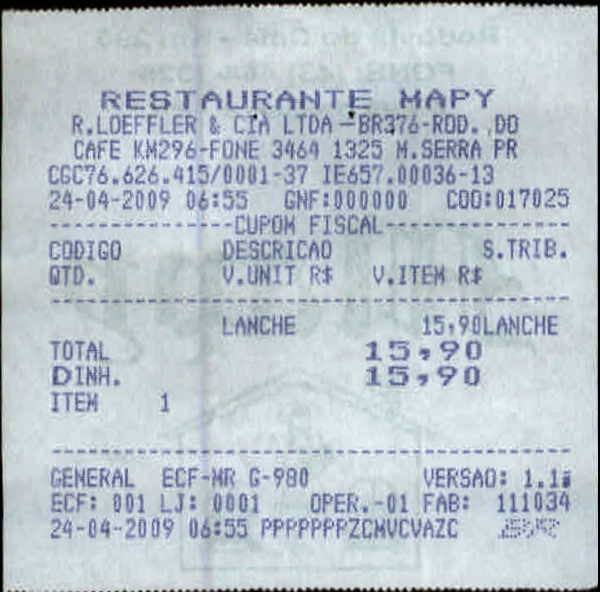 RESTAURANTE MAPY
R.LOEFFLER & CIA LTDA -BR376-ROD. DO
CAFE KM296-FONE 3464 1325 M.SERRA PR
CGC76.626.415/0001-37 IE657.00036-13
24-04-2009 06:55 GNF:000000 COO:017025
---------------CUPOM FISCAL---------------
CODIGO DESCRICAO S.TRIB.
QTD. V.UNIT R$ V.ITEM R$
LANCHE 15,90LANCHE
TOTAL 15,90
DINH. 15,90
ITEM 1
GENERAL ECF-MR G-980 VERSAO:
ECF: 001 LJ: 0001 OPER.-01 FAB: 111034
24-04-2009 06:55 PPPPPPPZCMVCVAZC